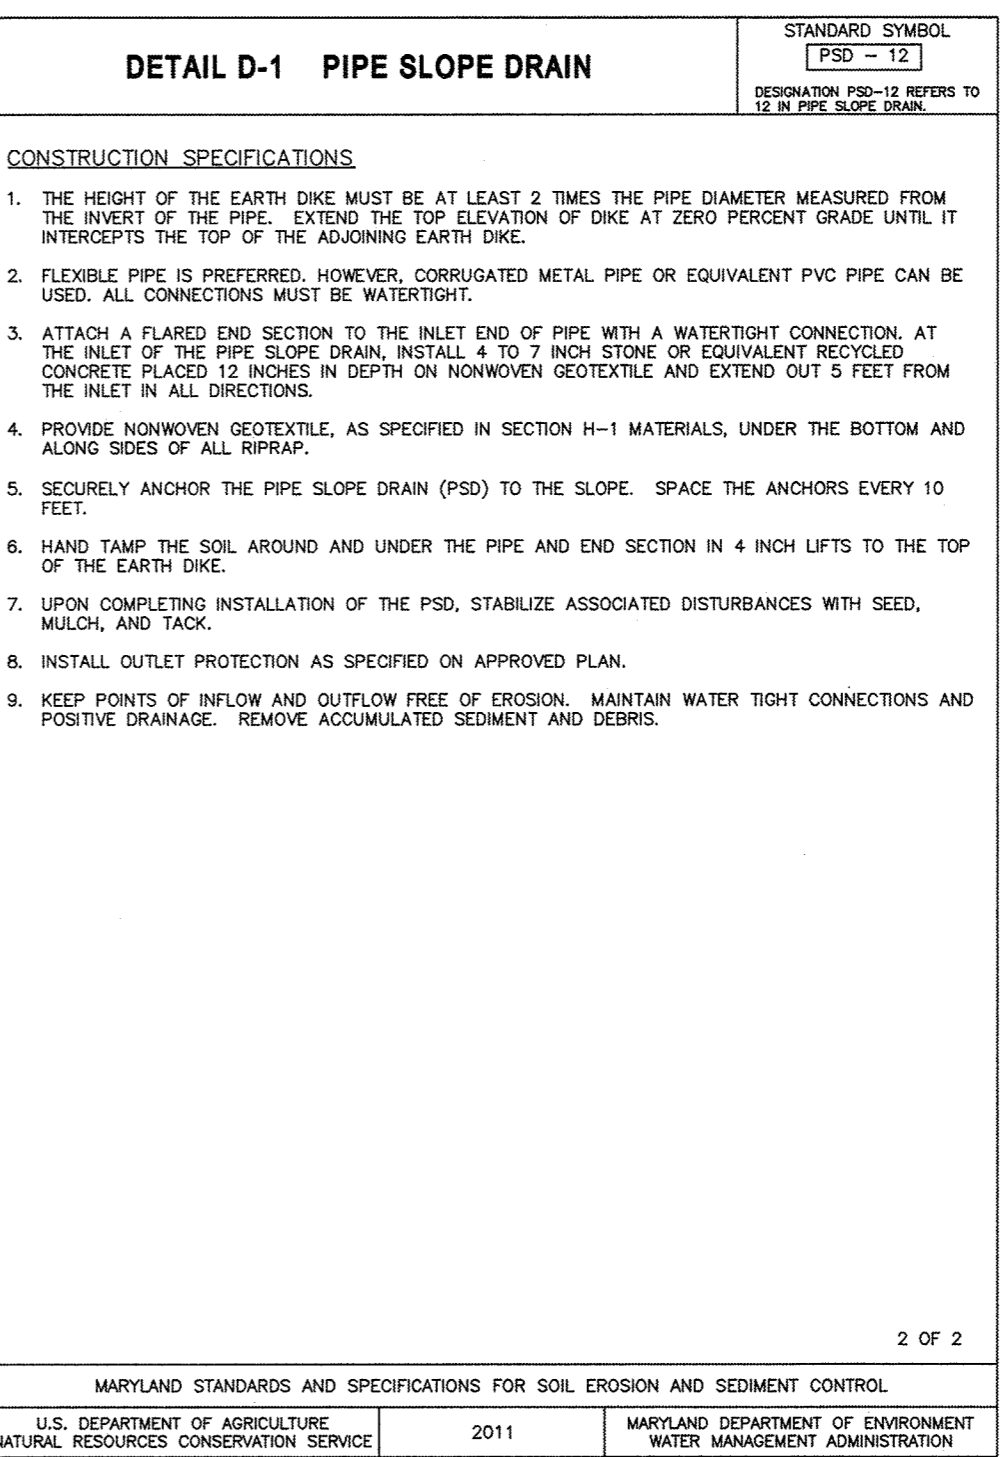 DETAIL D-1 PIPE SLOPE DRAIN
STANDARD SYMBOL
PSD - 12
DESIGNATION PSD-12 REFERS TO
12 IN PIPE SLOPE DRAIN.
CONSTRUCTION SPECIFICATIONS
1. THE HEIGHT OF THE EARTH DIKE MUST BE AT LEAST 2 TIMES THE PIPE DIAMETER MEASURED FROM
THE INVERT OF THE PIPE. EXTEND THE TOP ELEVATION OF DIKE AT ZERO PERCENT GRADE UNTIL IT
INTERCEPTS THE TOP OF THE ADJOINING EARTH DIKE.
2. FLEXIBLE PIPE IS PREFERRED. HOWEVER, CORRUGATED METAL PIPE OR EQUIVALENT PVC PIPE CAN BE
USED. ALL CONNECTIONS MUST BE WATERTIGHT.
3. ATTACH A FLARED END SECTION TO THE INLET END OF PIPE WITH A WATERTIGHT CONNECTION. AT
THE INLET OF THE PIPE SLOPE DRAIN, INSTALL 4 TO 7 INCH STONE OR EQUIVALENT RECYCLED
CONCRETE PLACED 12 INCHES IN DEPTH ON NONWOVEN GEOTEXTILE AND EXTEND OUT 5 FEET FROM
THE INLET IN ALL DIRECTIONS.
4. PROVIDE NONWOVEN GEOTEXTILE, AS SPECIFIED IN SECTION H-1 MATERIALS, UNDER THE BOTTOM AND
ALONG SIDES OF ALL RIPRAP.
5. SECURELY ANCHOR THE PIPE SLOPE DRAIN (PSD) TO THE SLOPE. SPACE THE ANCHORS EVERY 10
FEET.
6. HAND TAMP THE SOIL AROUND AND UNDER THE PIPE AND END SECTION IN 4 INCH LIFTS TO THE TOP
OF THE EARTH DIKE.
7. UPON COMPLETING INSTALLATION OF THE PSD, STABILIZE ASSOCIATED DISTURBANCES WITH SEED,
MULCH, AND TACK.
8. INSTALL OUTLET PROTECTION AS SPECIFIED ON APPROVED PLAN.
9. KEEP POINTS OF INFLOW AND OUTFLOW FREE OF EROSION. MAINTAIN WATER TIGHT CONNECTIONS AND
POSITIVE DRAINAGE. REMOVE ACCUMULATED SEDIMENT AND DEBRIS.
2 OF 2
MARYLAND STANDARDS AND SPECIFICATIONS FOR SOIL EROSION AND SEDIMENT CONTROL
U.S. DEPARTMENT OF AGRICULTURE
NATURAL RESOURCES CONSERVATION SERVICE
2011
MARYLAND DEPARTMENT OF ENVIRONMENT
WATER MANAGEMENT ADMINISTRATION